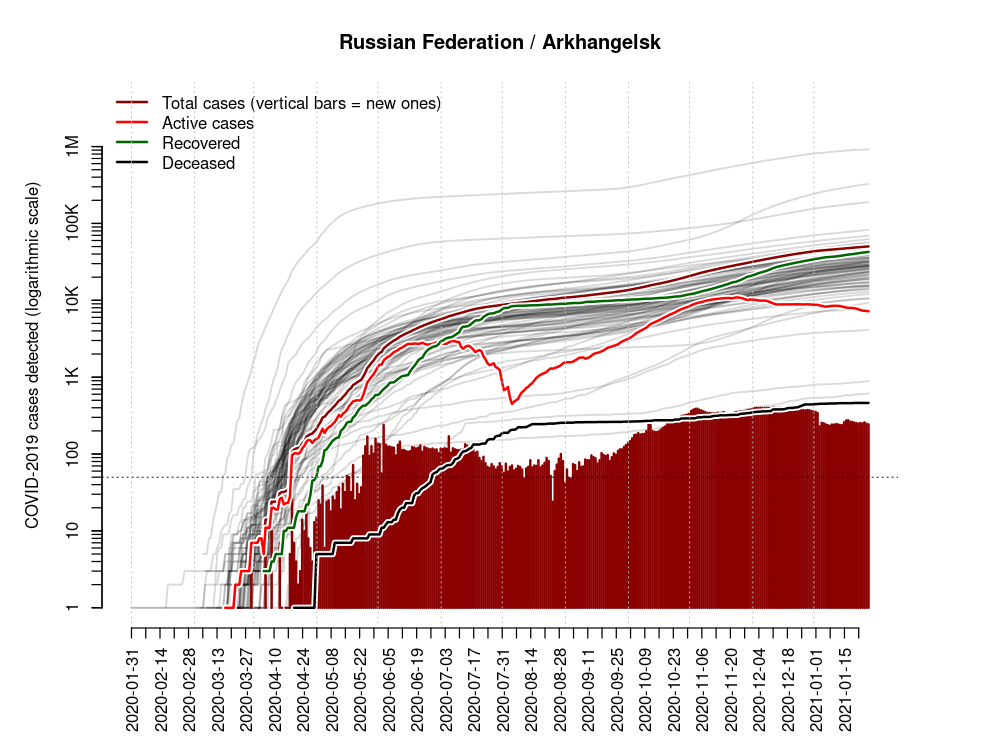 Russian Federation / Arkhangelsk
Total cases (vertical bars = new ones)
Active cases
Recovered
Deceased
COVID-2019 cases detected (logarithmic scale)
1M
100K
10K
1K
100
10
1
2020-01-31
2020-02-14
2020-02-28
2020-03-13
2020-03-27
2020-04-10
2020-04-24
2020-05-08
2020-05-22
2020-06-05
2020-06-19
2020-07-03
2020-07-17
2020-07-31
2020-08-14
2020-08-28
2020-09-11
2020-09-25
2020-10-09
2020-10-23
2020-11-06
2020-11-20
2020-12-04
2020-12-18
2021-01-01
2021-01-15